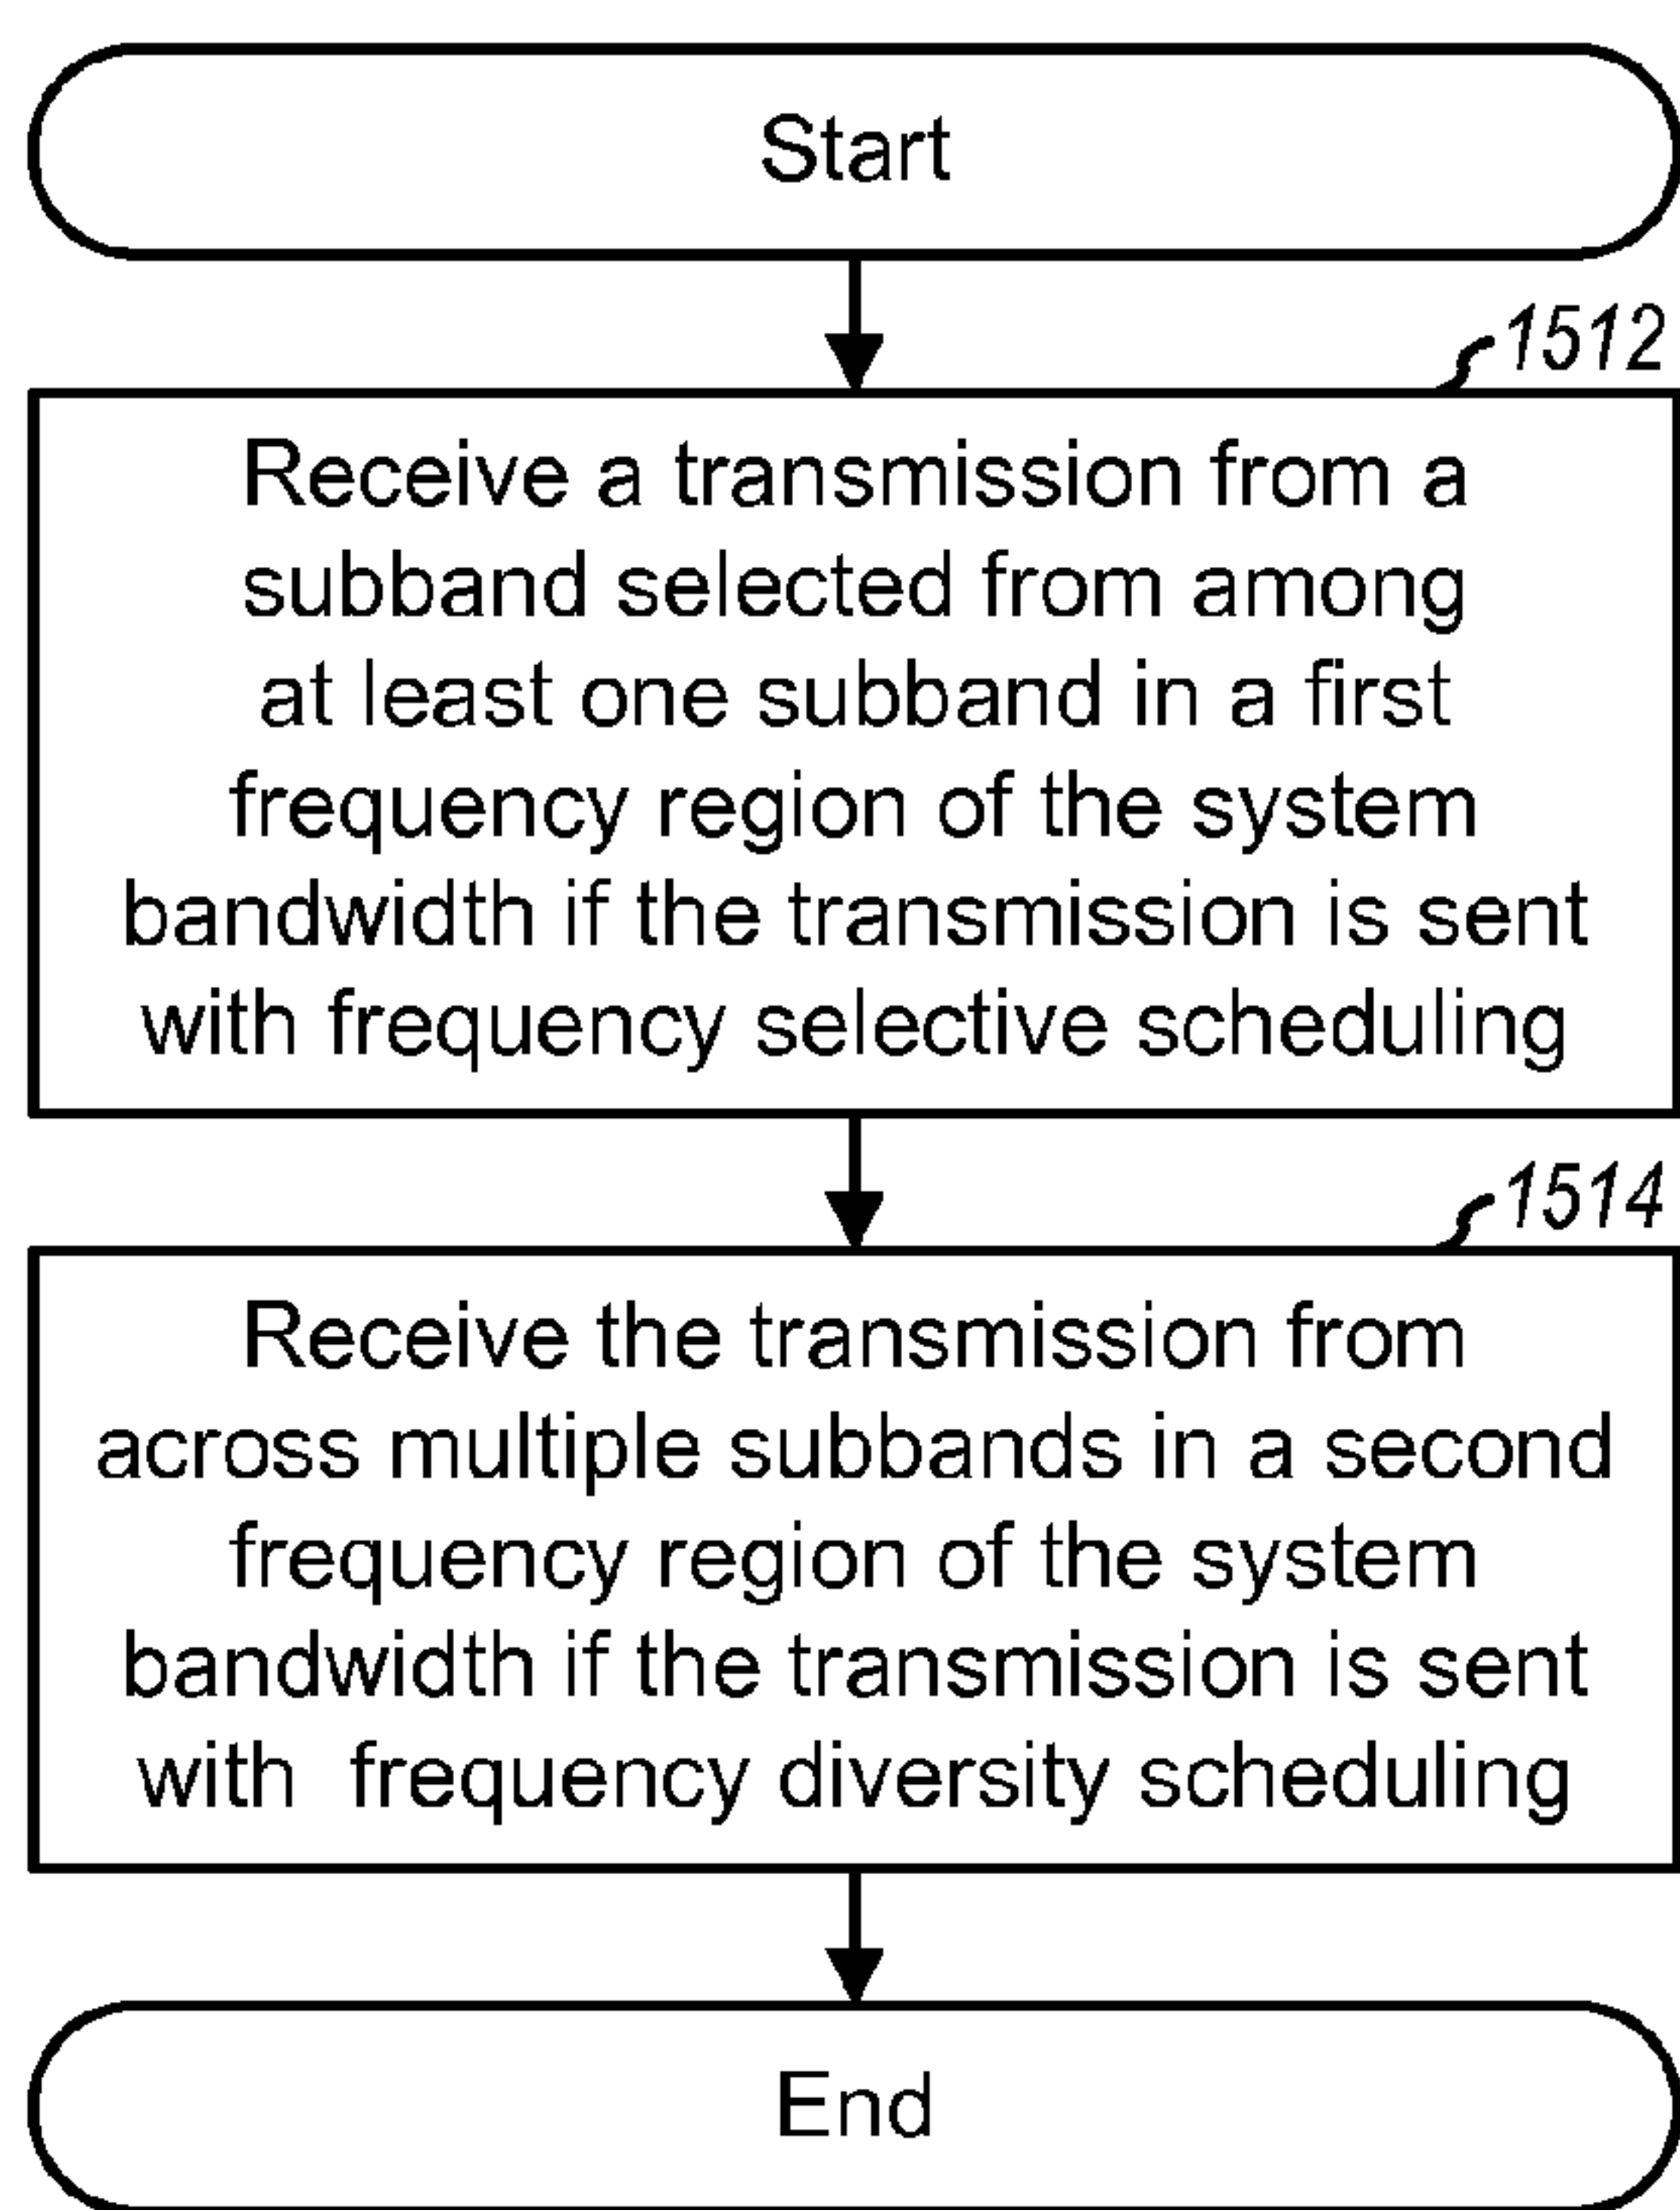 Start
1512
Receive a transmission from a
subband selected from among
at least one subband in a first
frequency region of the system
bandwidth if the transmission is sent
with frequency selective scheduling
1514
Receive the transmission from
across multiple subbands in a second
frequency region of the system
bandwidth if the transmission is sent
with frequency diversity scheduling
End